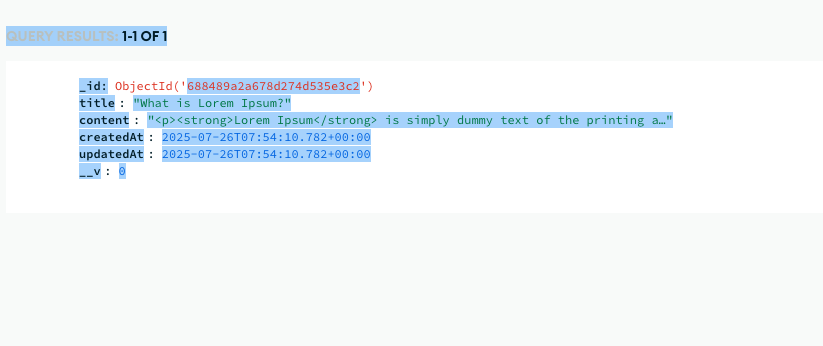 QUERY RESULTS: 1-1 OF 1
_id: ObjectId('688489a2a678d274d535e3c2')
title : "What is Lorem Ipsum?"
content : "<p><strong>Lorem Ipsum</strong> is simply dummy text of the printing a…"
createdAt : 2025-07-26T07:54:10.782+00:00
updatedAt : 2025-07-26T07:54:10.782+00:00
__v : 0